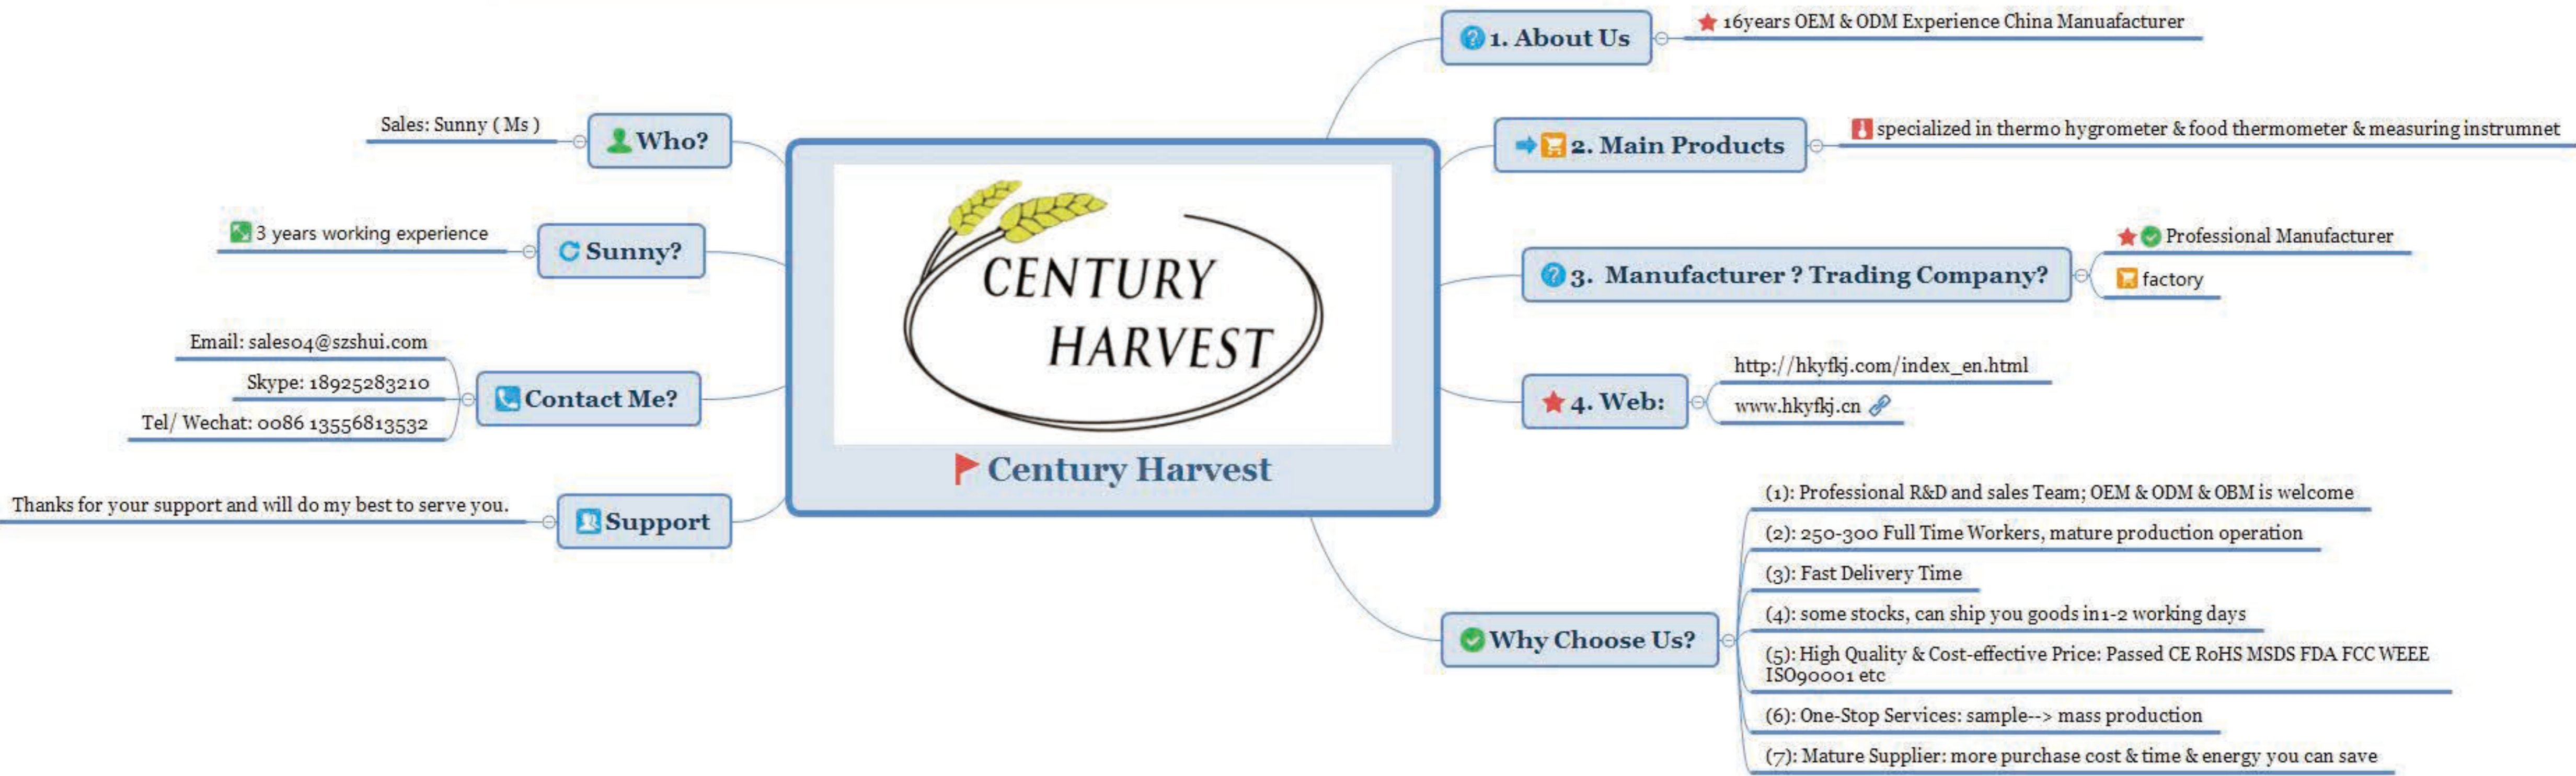 1. About Us
16years OEM & ODM Experience China Manuafacturer
2. Main Products
specialized in thermo hygrometer & food thermometer & measuring instrumnet
3. Manufacturer ? Trading Company?
Professional Manufacturer
factory
4. Web:
http://hkyfkj.com/index_en.html
www.hkyfkj.cn
Why Choose Us?
(1): Professional R&D and sales Team; OEM & ODM & OBM is welcome
(2): 250-300 Full Time Workers, mature production operation
(3): Fast Delivery Time
(4): some stocks, can ship you goods in1-2 working days
(5): High Quality & Cost-effective Price: Passed CE RoHS MSDS FDA FCC WEEE
ISO90001 etc
(6): One-Stop Services: sample--> mass production
(7): Mature Supplier: more purchase cost & time & energy you can save
CENTURY
HARVEST
Century Harvest
Who?
Sales: Sunny ( Ms )
Sunny?
3 years working experience
Contact Me?
Email: sales04@szshui.com
Skype: 18925283210
Tel/ Wechat: 0086 13556813532
Support
Thanks for your support and will do my best to serve you.